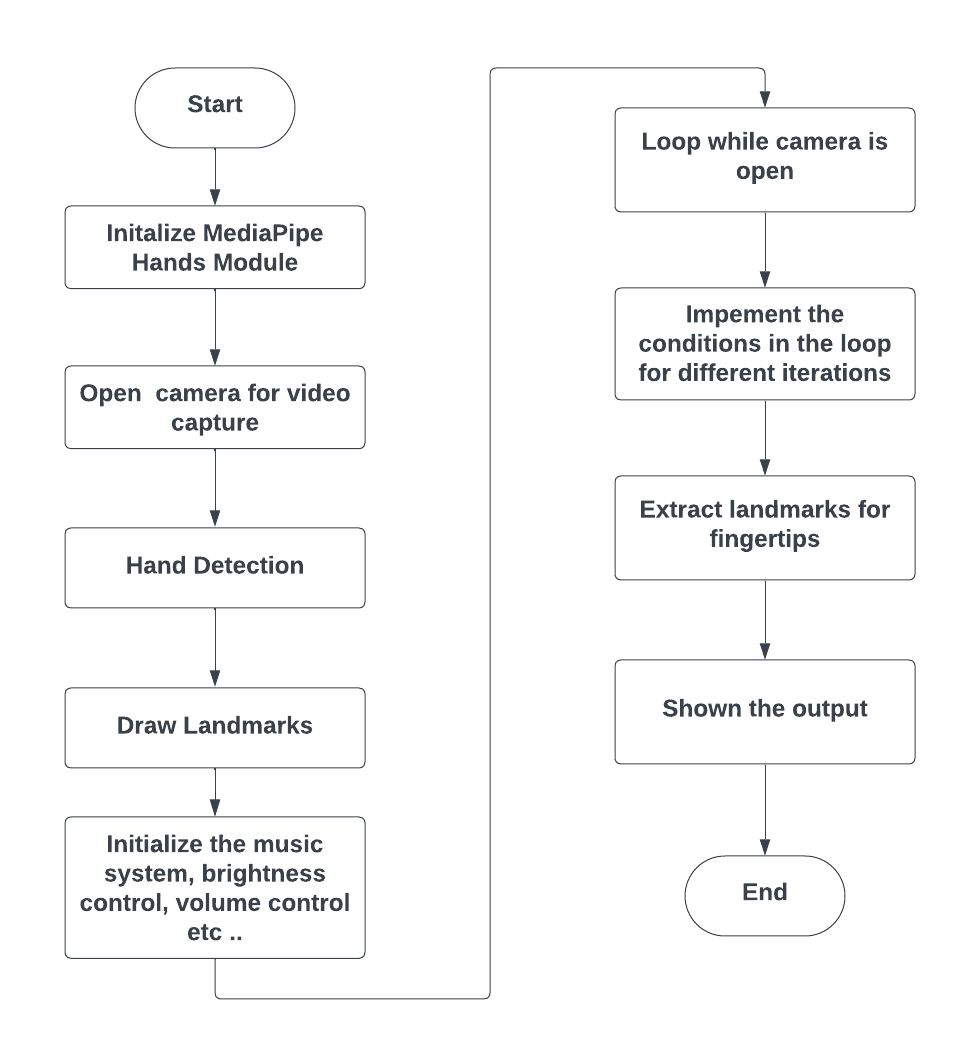 Start
Initalize MediaPipe
Hands Module
Open  camera for video
capture
Hand Detection
Draw Landmarks
Initialize the music
system, brightness
control, volume control
etc ..
Loop while camera is
open
Impement the
conditions in the loop
for different iterations
Extract landmarks for
fingertips
Shown the output
End